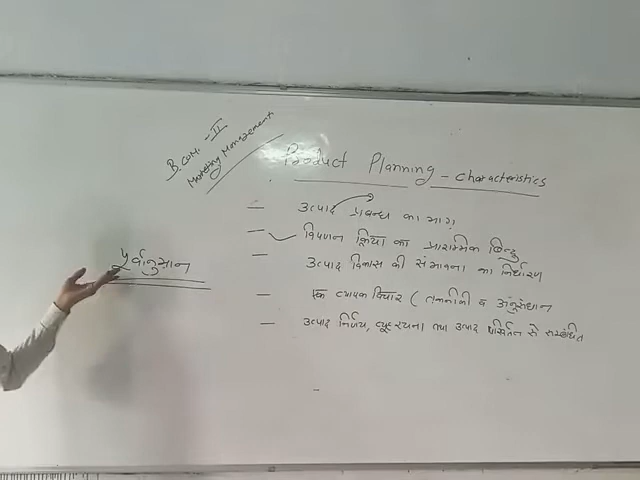 B.COM. - II
Marketing Management
Product Planning - characteristics
— उत्पाद प्रबन्ध का भाग
— विपणन क्रिया का प्रारम्भिक बिन्दु
— उत्पाद विकास की संभावना का निर्धारण
— एक व्यापक विचार ( तकनीकी व अनुसंधान
— उत्पाद निर्णय, व्यूहरचना तथा उत्पाद परिवर्तन से सम्बंधित
पूर्वानुमान